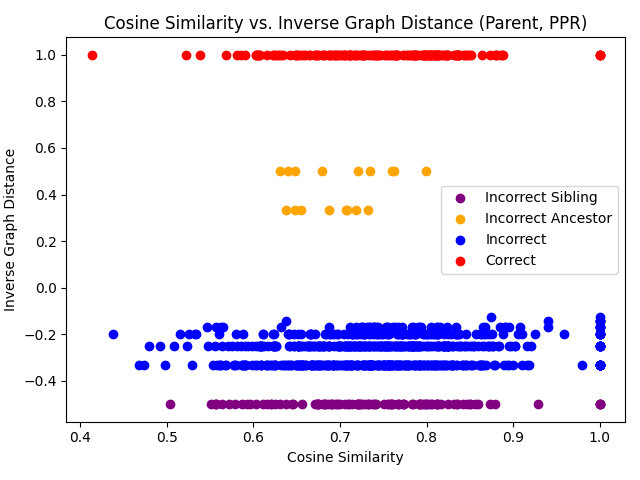 Cosine Similarity vs. Inverse Graph Distance (Parent, PPR)
1.0
0.8
0.6
0.4
0.2
0.0
−0.2
−0.4
Inverse Graph Distance
Incorrect Sibling
Incorrect Ancestor
Incorrect
Correct
0.4 0.5 0.6 0.7 0.8 0.9 1.0
Cosine Similarity